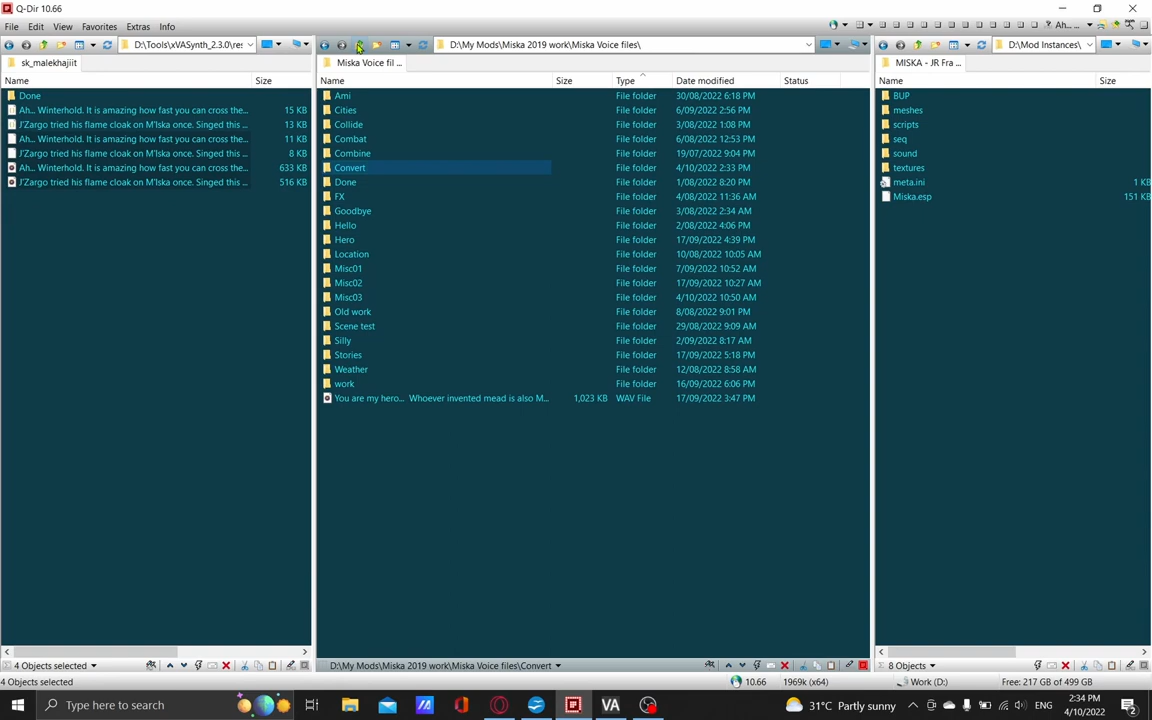 Q-Dir 10.66
File Edit View Favorites Extras Info
Ah...
D:\Tools\xVASynth_2.3.0\res
D:\My Mods\Miska 2019 work\Miska Voice files\
D:\Mod Instances\
sk_malekhajiit
Miska Voice fil ...
MISKA - JR Fra ...
Name Size
Name Size Type Date modified Status
Name Size
Done
Ah... Winterhold. It is amazing how fast you can cross the... 15 KB
J'Zargo tried his flame cloak on M'Iska once. Singed this ... 13 KB
Ah... Winterhold. It is amazing how fast you can cross the... 11 KB
J'Zargo tried his flame cloak on M'Iska once. Singed this ... 8 KB
Ah... Winterhold. It is amazing how fast you can cross the... 633 KB
J'Zargo tried his flame cloak on M'Iska once. Singed this ... 516 KB
Ami File folder 30/08/2022 6:18 PM
Cities File folder 6/09/2022 2:56 PM
Collide File folder 3/08/2022 1:08 PM
Combat File folder 6/08/2022 12:53 PM
Combine File folder 19/07/2022 9:04 PM
Convert File folder 4/10/2022 2:33 PM
Done File folder 1/08/2022 8:20 PM
FX File folder 4/08/2022 11:36 AM
Goodbye File folder 3/08/2022 2:34 AM
Hello File folder 2/08/2022 4:06 PM
Hero File folder 17/09/2022 4:39 PM
Location File folder 10/08/2022 10:05 AM
Misc01 File folder 7/09/2022 10:52 AM
Misc02 File folder 17/09/2022 10:27 AM
Misc03 File folder 4/10/2022 10:50 AM
Old work File folder 8/08/2022 9:01 PM
Scene test File folder 29/08/2022 9:09 AM
Silly File folder 2/09/2022 8:17 AM
Stories File folder 17/09/2022 5:18 PM
Weather File folder 12/08/2022 8:58 AM
work File folder 16/09/2022 6:06 PM
You are my hero... Whoever invented mead is also M... 1,023 KB WAV File 17/09/2022 3:47 PM
BUP
meshes
scripts
seq
sound
textures
meta.ini 1 KB
Miska.esp 151 KB
4 Objects selected
D:\My Mods\Miska 2019 work\Miska Voice files\Convert
8 Objects
4 Objects selected
10.66 1969k (x64) Work (D:) Free: 217 GB of 499 GB
Type here to search
VA
31°C Partly sunny
ENG
2:34 PM
4/10/2022
2